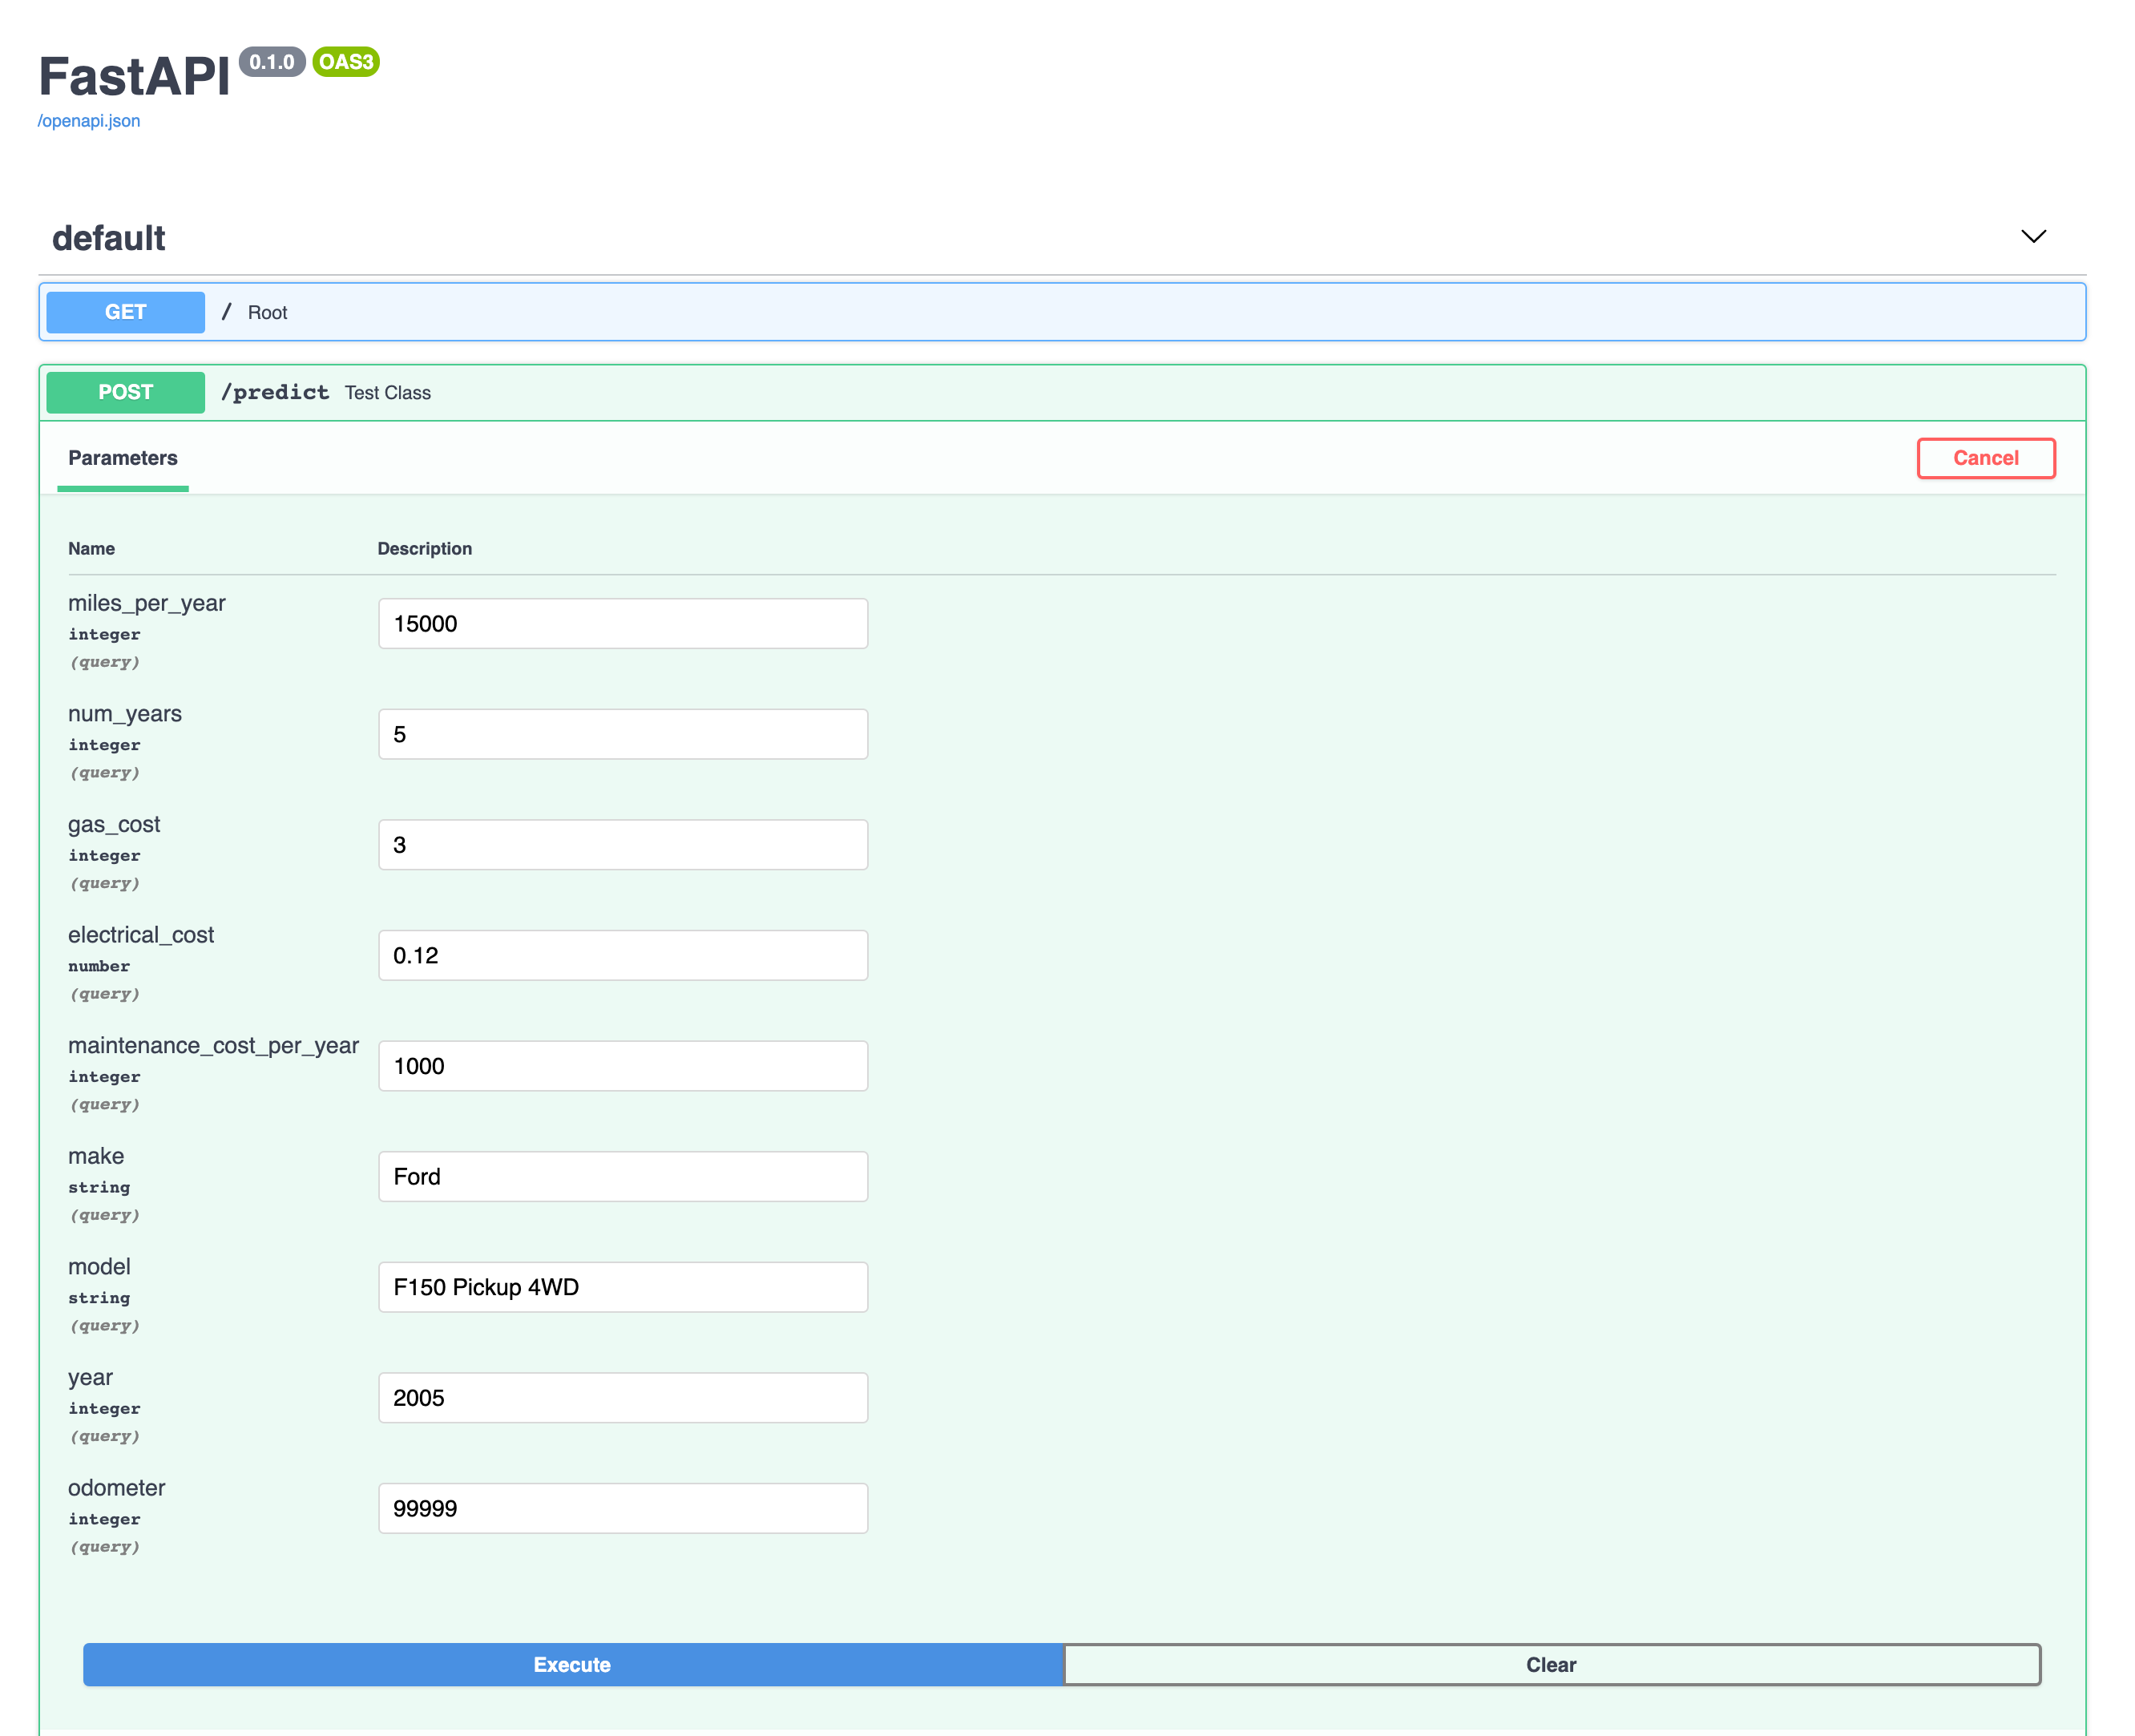 FastAPI 0.1.0 OAS3
/openapi.json
default
GET / Root
POST /predict Test Class
Parameters Cancel
Name Description
miles_per_year
integer
(query)
15000
num_years
integer
(query)
5
gas_cost
integer
(query)
3
electrical_cost
number
(query)
0.12
maintenance_cost_per_year
integer
(query)
1000
make
string
(query)
Ford
model
string
(query)
F150 Pickup 4WD
year
integer
(query)
2005
odometer
integer
(query)
99999
Execute Clear